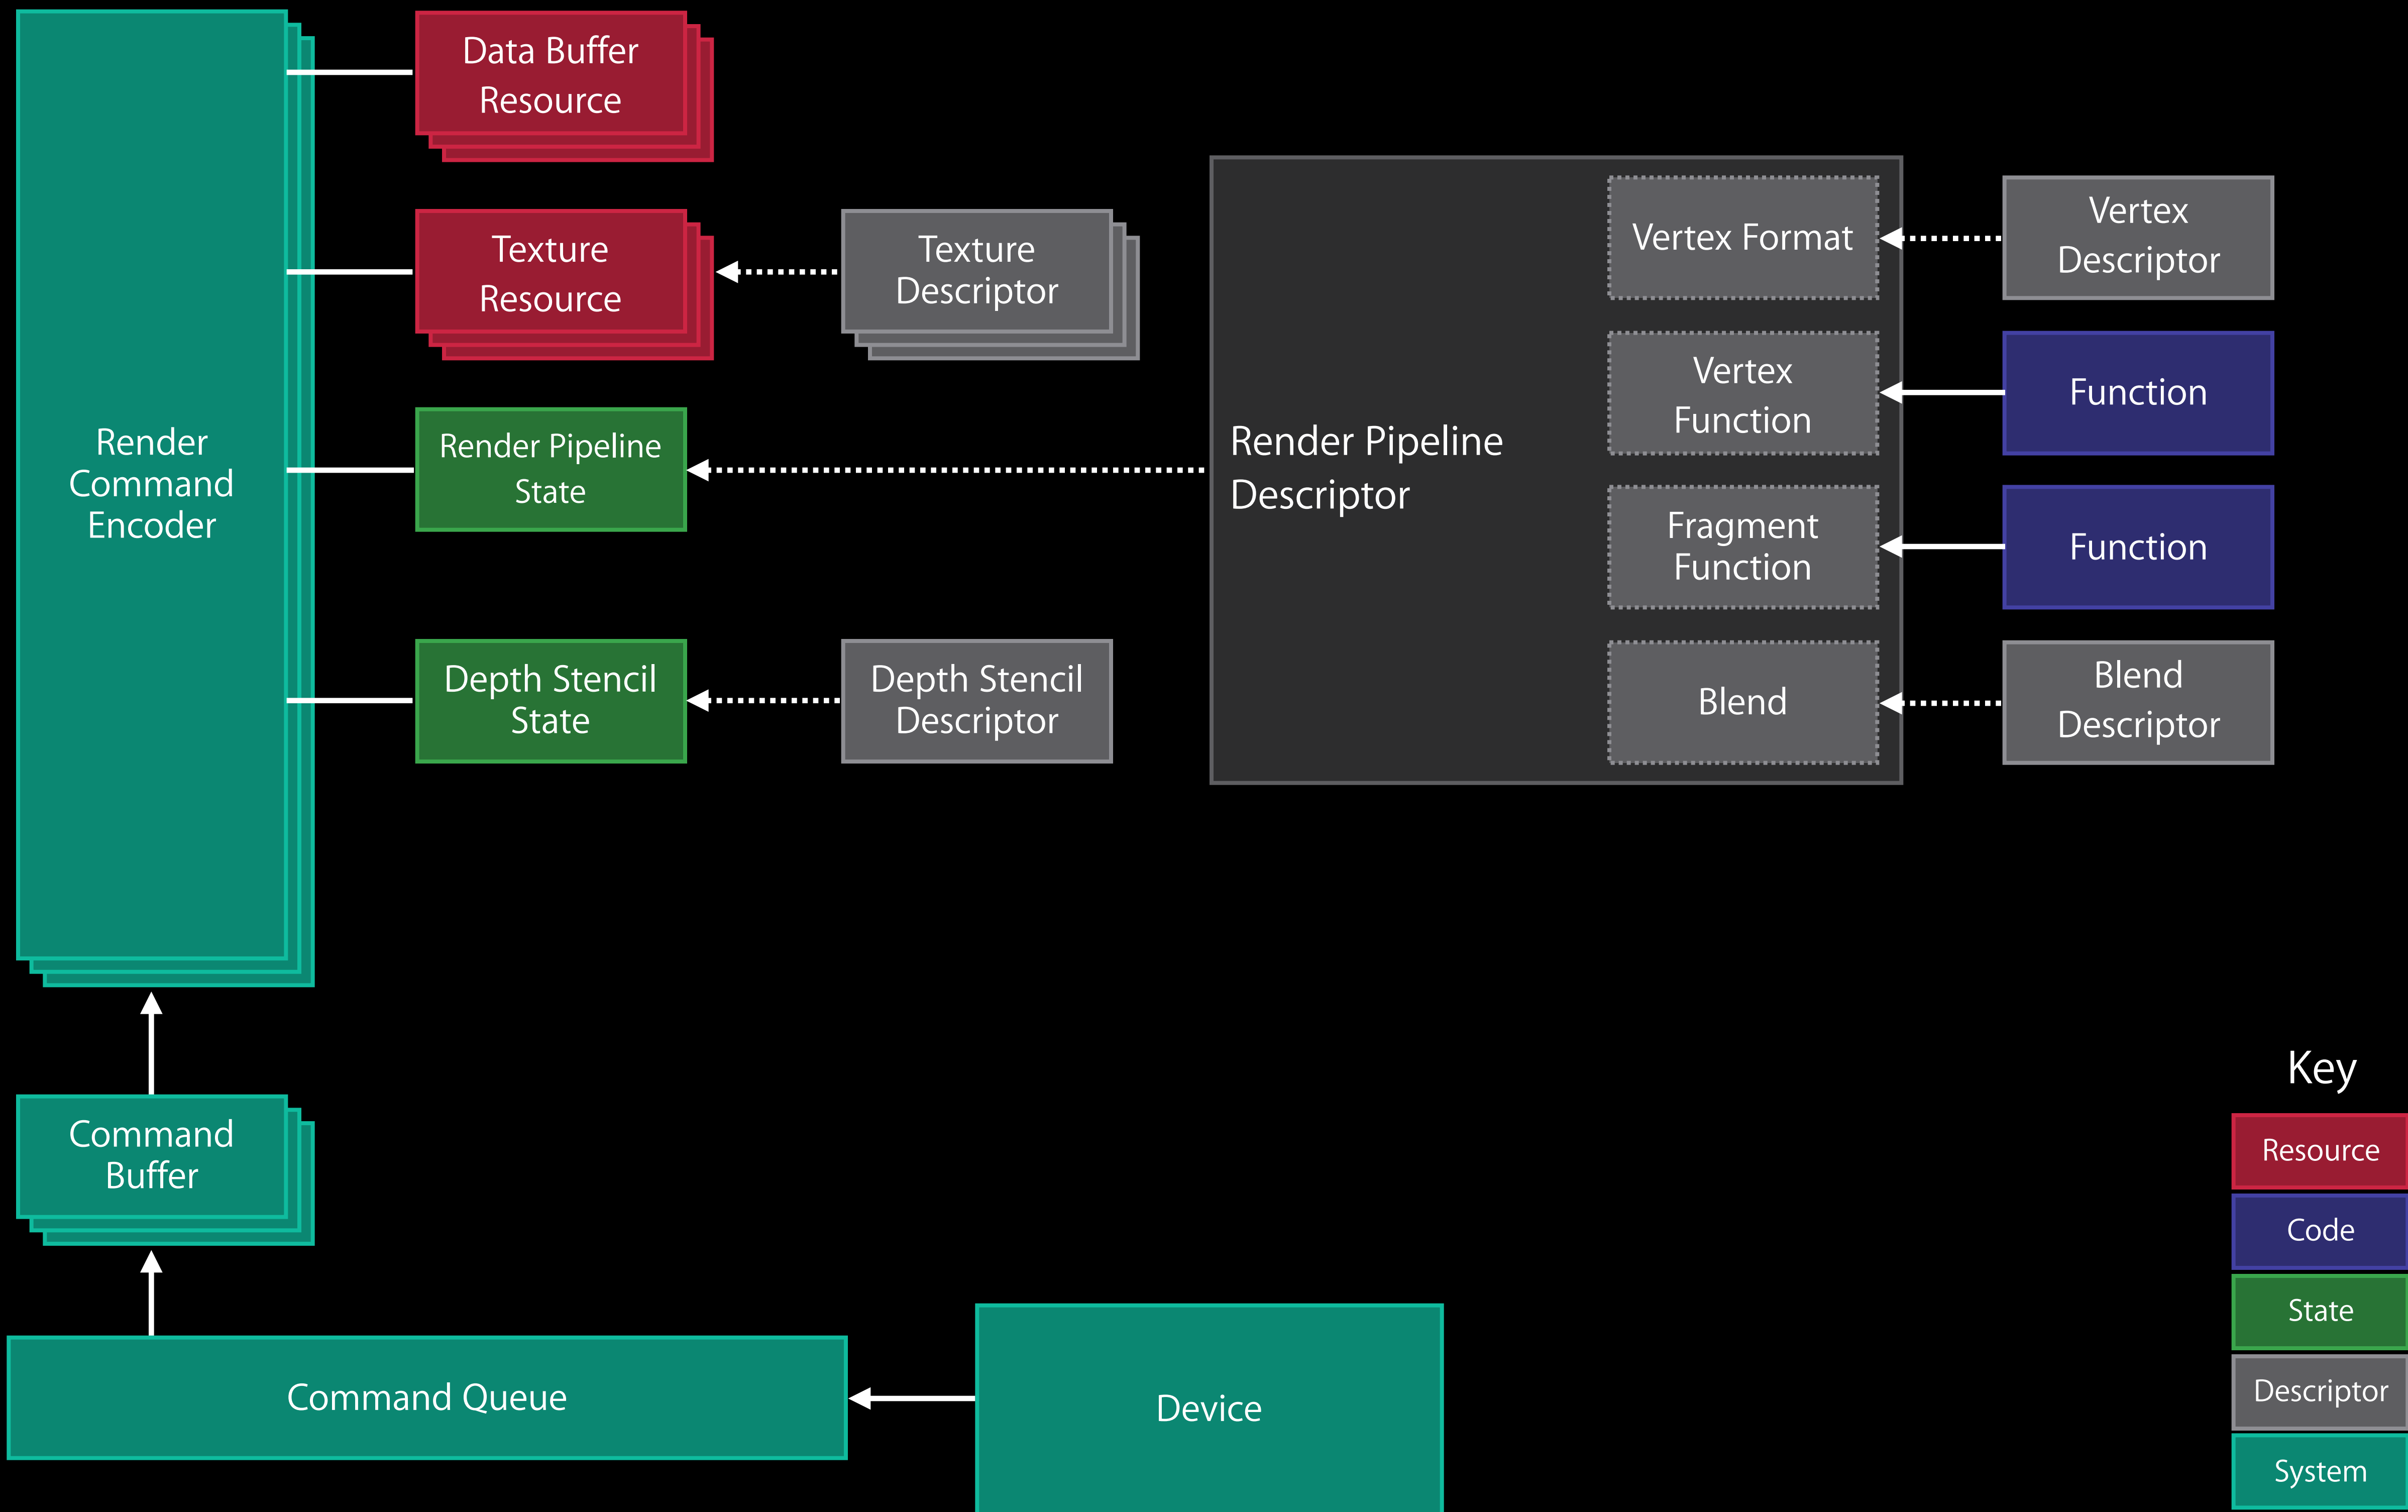 Data Buffer
Resource
Texture
Resource
Texture
Descriptor
Render
Command
Encoder
Render Pipeline
State
Depth Stencil
State
Depth Stencil
Descriptor
Render Pipeline
Descriptor
Vertex Format
Vertex
Function
Fragment
Function
Blend
Vertex
Descriptor
Function
Function
Blend
Descriptor
Command
Buffer
Command Queue
Device
Key
Resource
Code
State
Descriptor
System